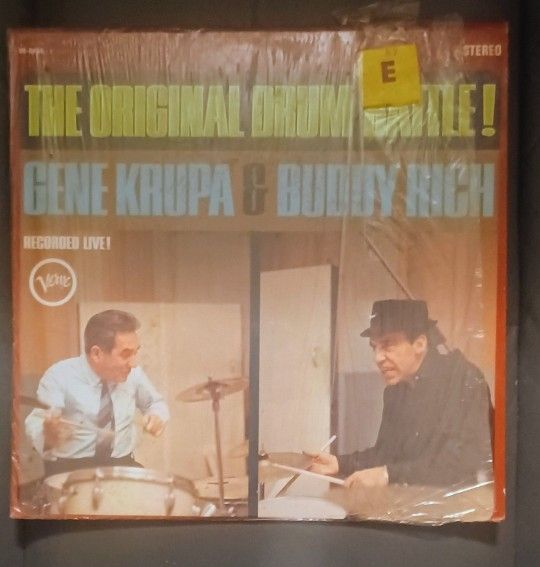 STEREO
E
THE ORIGINAL DRUM BATTLE!
GENE KRUPA & BUDDY RICH
RECORDED LIVE!
Verve